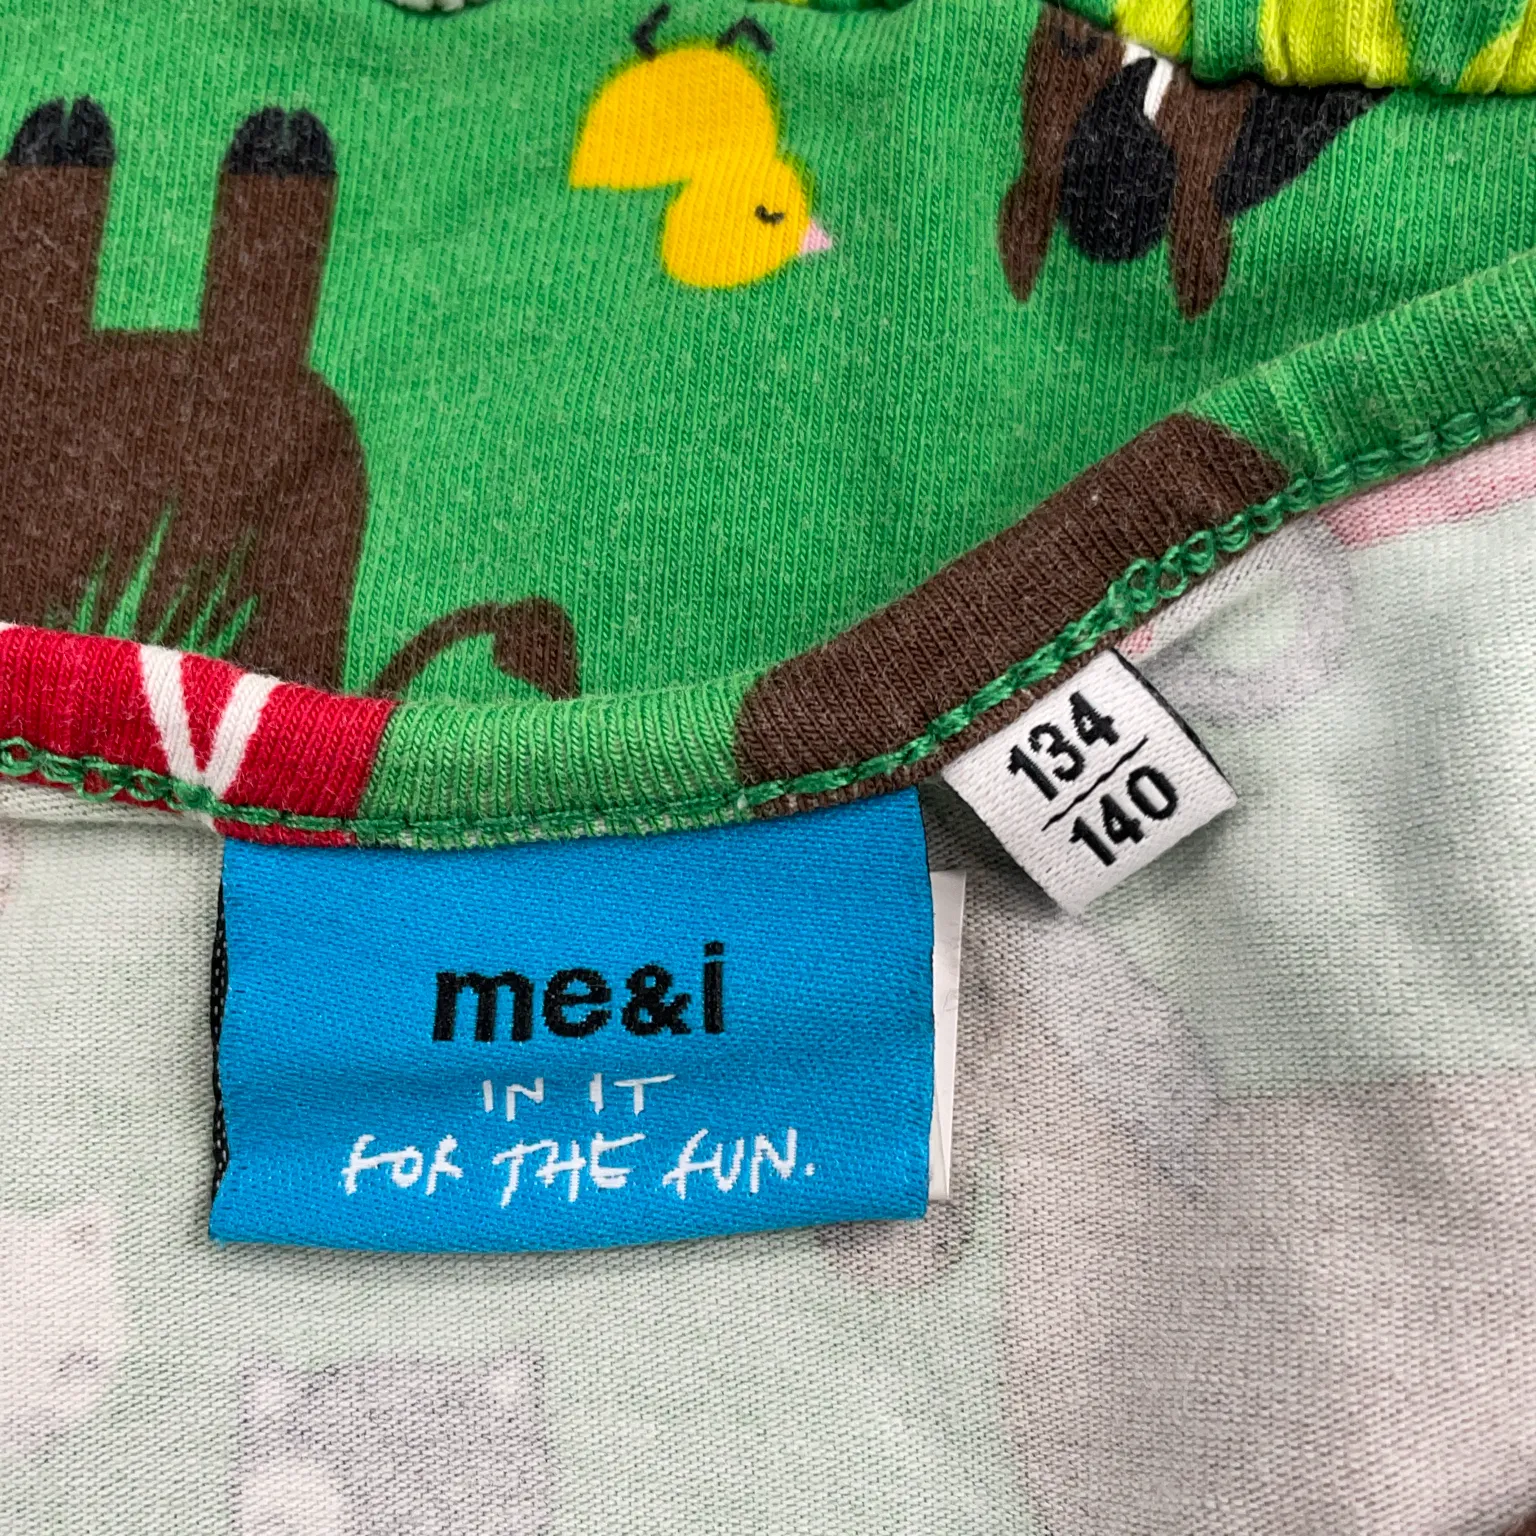 134
140
me&i
IN IT
FOR THE FUN.